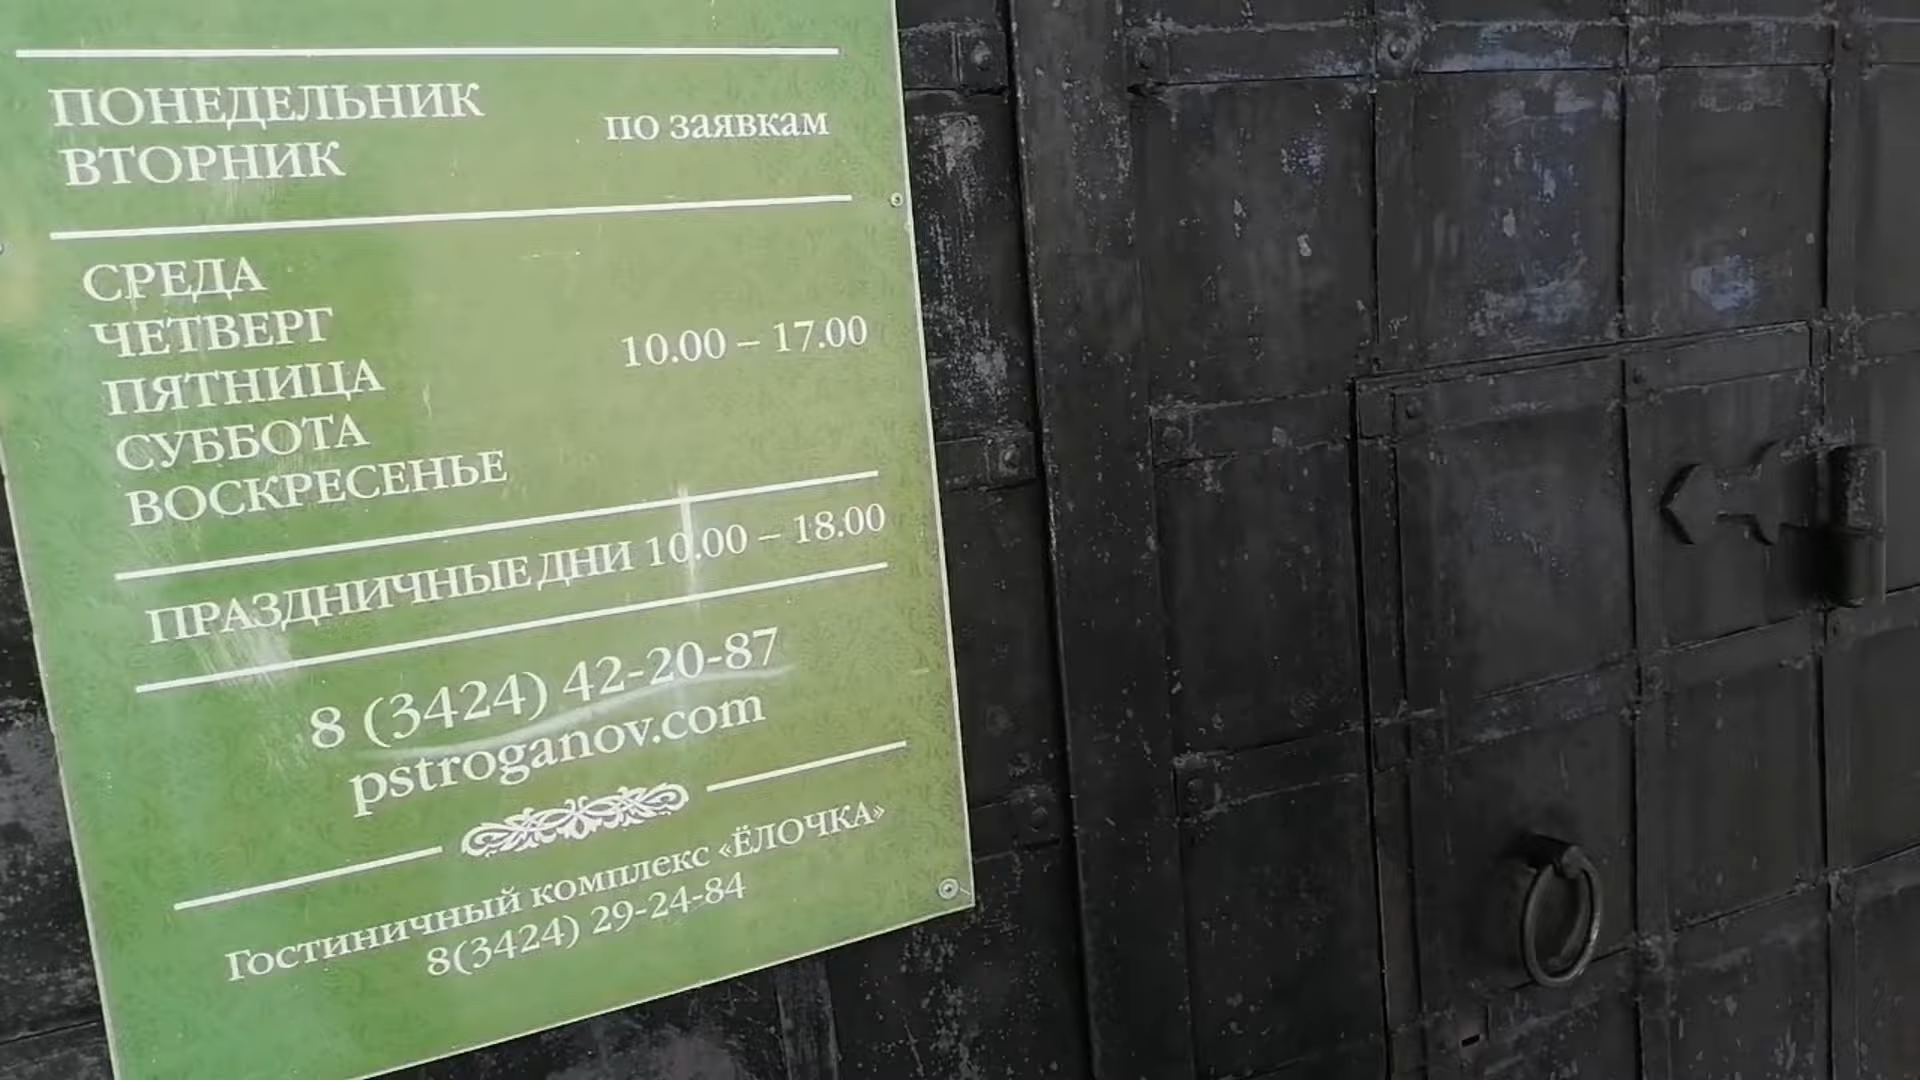 ПОНЕДЕЛЬНИК
ВТОРНИК
по заявкам
СРЕДА
ЧЕТВЕРГ
ПЯТНИЦА
СУББОТА
ВОСКРЕСЕНЬЕ
10.00 – 17.00
ПРАЗДНИЧНЫЕ ДНИ 10.00 – 18.00
8 (3424) 42-20-87
pstroganov.com
Гостиничный комплекс «ЁЛОЧКА»
8(3424) 29-24-84